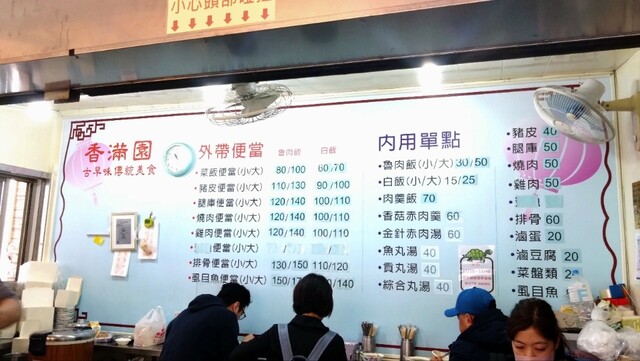 小心頭部碰撞
香滿園
古早味傳統美食
外帶便當 魯肉飯 白飯
•菜飯便當(小/大) 80/100 60/70
•豬皮便當(小/大) 110/130 90/100
•腿庫便當(小/大) 120/140 100/110
•燒肉便當(小/大) 120/140 100/110
•雞肉便當(小/大) 120/140 100/110
便當(小/大)
•排骨便當(小/大) 130/150 110/120
•虱目魚便當(小/大) 150/1 0/140
內用單點
•魯肉飯(小/大)30/50
•白飯(小/大)15/25
•肉羹飯 70
•香菇赤肉羹 60
•金針赤肉湯 60
•魚丸湯 40
•貢丸湯 40
•綜合丸湯 40
•豬皮 40
•腿庫 50
•燒肉 50
•雞肉 50
•排骨 60
•滷蛋 20
•滷豆腐 20
•菜盤類 2
•虱目魚